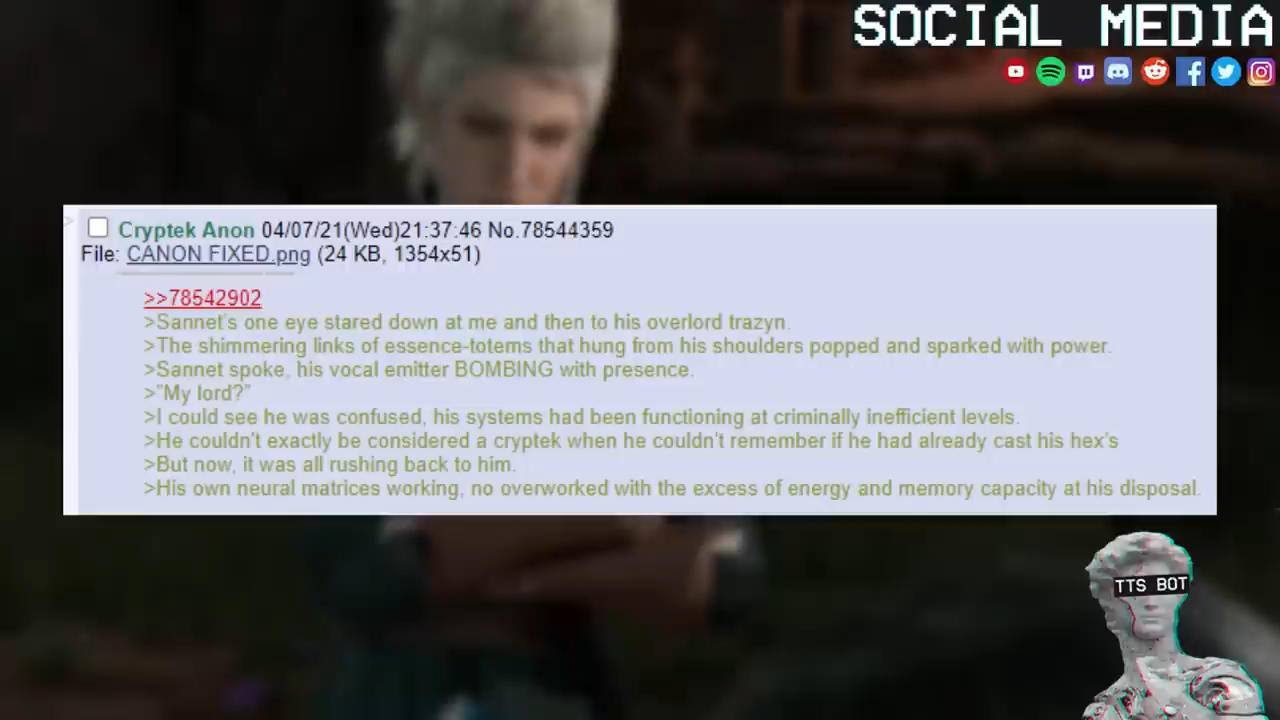 SOCIAL MEDIA
Cryptek Anon 04/07/21(Wed)21:37:46 No.78544359
File: CANON FIXED.png (24 KB, 1354x51)
>>78542902
>Sannet's one eye stared down at me and then to his overlord trazyn.
>The shimmering links of essence-totems that hung from his shoulders popped and sparked with power.
>Sannet spoke, his vocal emitter BOMBING with presence.
>"My lord?"
>I could see he was confused, his systems had been functioning at criminally inefficient levels.
>He couldn't exactly be considered a cryptek when he couldn't remember if he had already cast his hex's
>But now, it was all rushing back to him.
>His own neural matrices working, no overworked with the excess of energy and memory capacity at his disposal.
TTS BOT